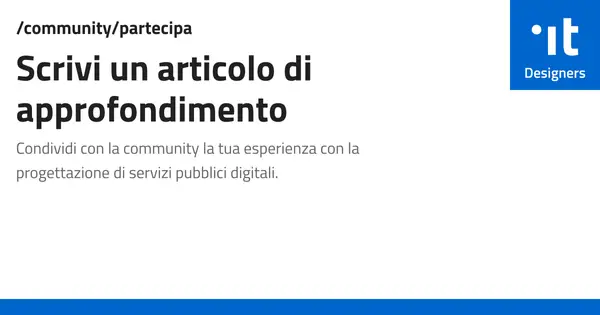 /community/partecipa
Scrivi un articolo di
approfondimento
Condividi con la community la tua esperienza con la
progettazione di servizi pubblici digitali.
it
Designers